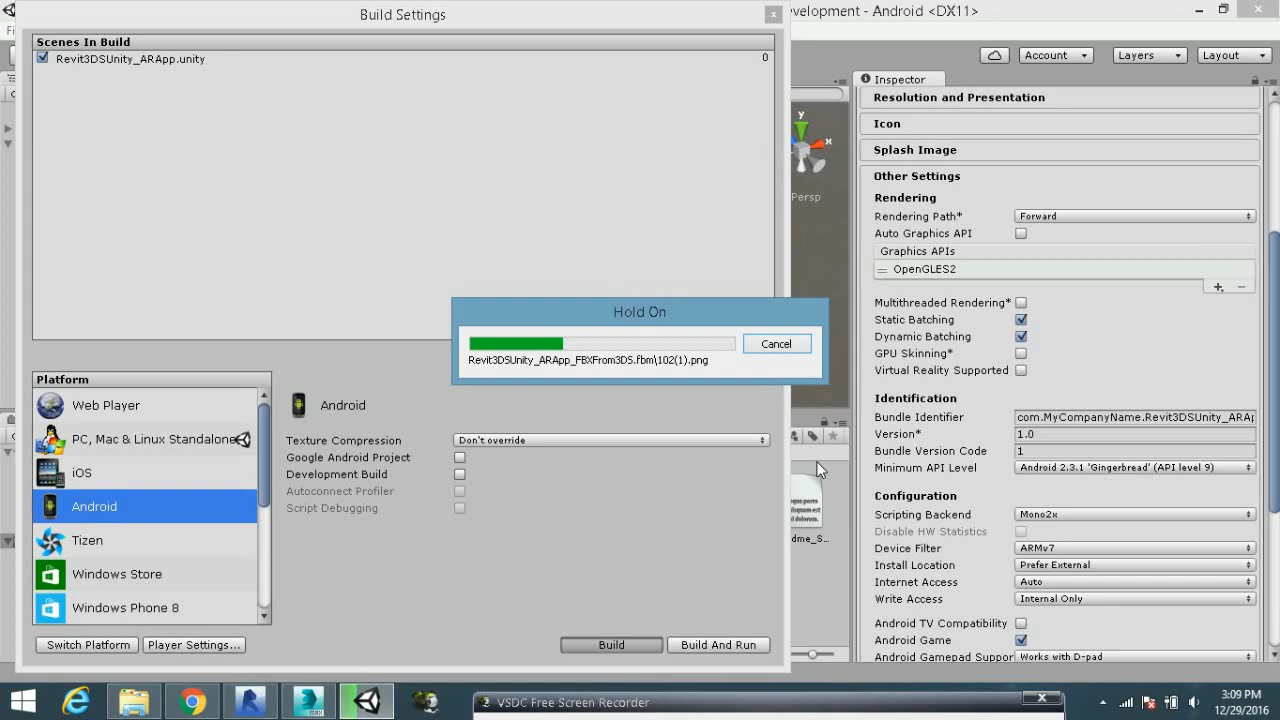 Build Settings
x
evelopment - Android <DX11>
Scenes In Build
Revit3DSUnity_ARApp.unity
0
Account
Layers
Layout
Inspector
y
x
Persp
Resolution and Presentation
Icon
Splash Image
Other Settings
Rendering
Rendering Path*
Forward
Auto Graphics API
Graphics APIs
OpenGLES2
Multithreaded Rendering*
Static Batching
Dynamic Batching
GPU Skinning*
Virtual Reality Supported
Hold On
Cancel
Revit3DSUnity_ARApp_FBXFrom3DS.fbm\102(1).png
Platform
Web Player
PC, Mac & Linux Standalone
iOS
Android
Tizen
Windows Store
Windows Phone 8
Android
Texture Compression
Don't override
Google Android Project
Development Build
Autoconnect Profiler
Script Debugging
dme_S...
Identification
Bundle Identifier
com.MyCompanyName.Revit3DSUnity_ARA
Version*
1.0
Bundle Version Code
1
Minimum API Level
Android 2.3.1 'Gingerbread' (API level 9)
Configuration
Scripting Backend
Mono2x
Disable HW Statistics
Device Filter
ARMv7
Install Location
Prefer External
Internet Access
Auto
Write Access
Internal Only
Android TV Compatibility
Android Game
Android Gamepad Suppor
Works with D-pad
Switch Platform
Player Settings...
Build
Build And Run
VSDC Free Screen Recorder
3:09 PM
12/29/2016